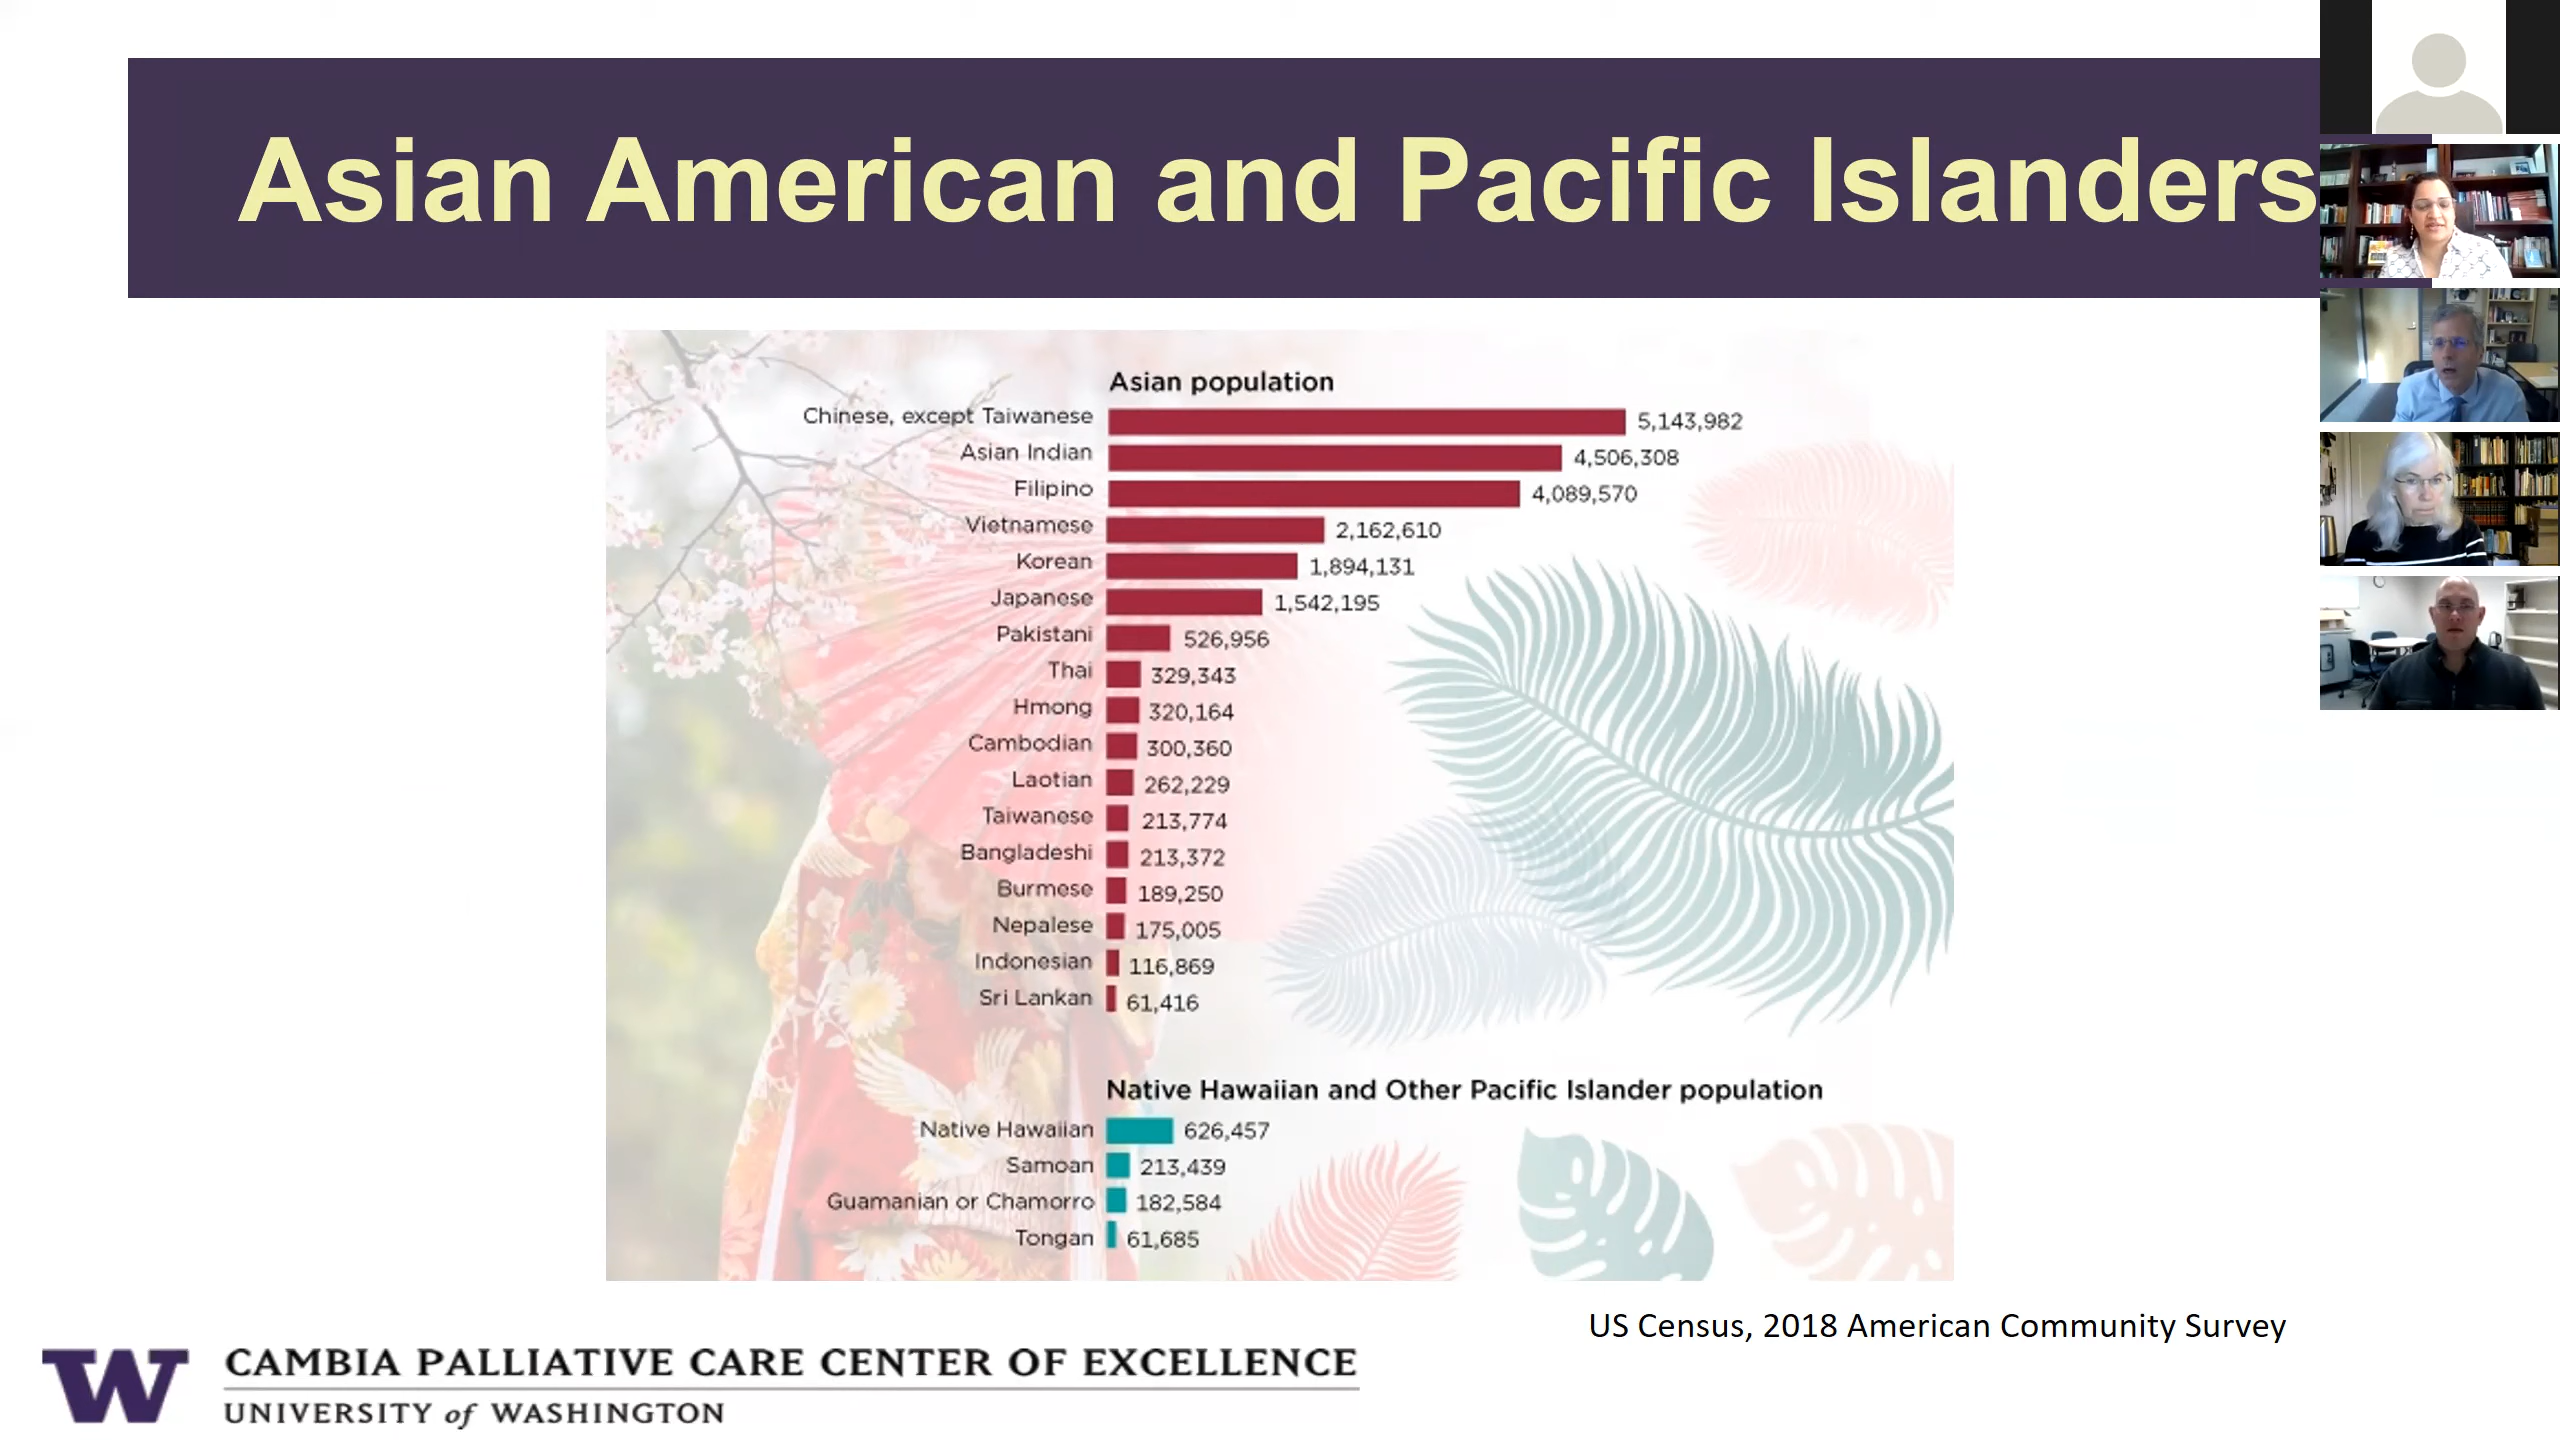 Asian American and Pacific Islanders
Asian population
Chinese, except Taiwanese 5,143,982
Asian Indian 4,506,308
Filipino 4,089,570
Vietnamese 2,162,610
Korean 1,894,131
Japanese 1,542,195
Pakistani 526,956
Thai 329,343
Hmong 320,164
Cambodian 300,360
Laotian 262,229
Taiwanese 213,774
Bangladeshi 213,372
Burmese 189,250
Nepalese 175,005
Indonesian 116,869
Sri Lankan 61,416
Native Hawaiian and Other Pacific Islander population
Native Hawaiian 626,457
Samoan 213,439
Guamanian or Chamorro 182,584
Tongan 61,685
US Census, 2018 American Community Survey
W
CAMBIA PALLIATIVE CARE CENTER OF EXCELLENCE
UNIVERSITY of WASHINGTON